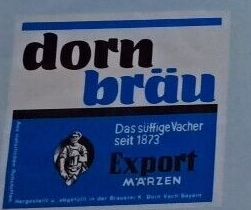 dorn
bräu
Das süffige Vacher
seit 1873
Export
MÄRZEN
Hergestellt u. abgefüllt in der Brauerei K. Dorn Vach Bayern